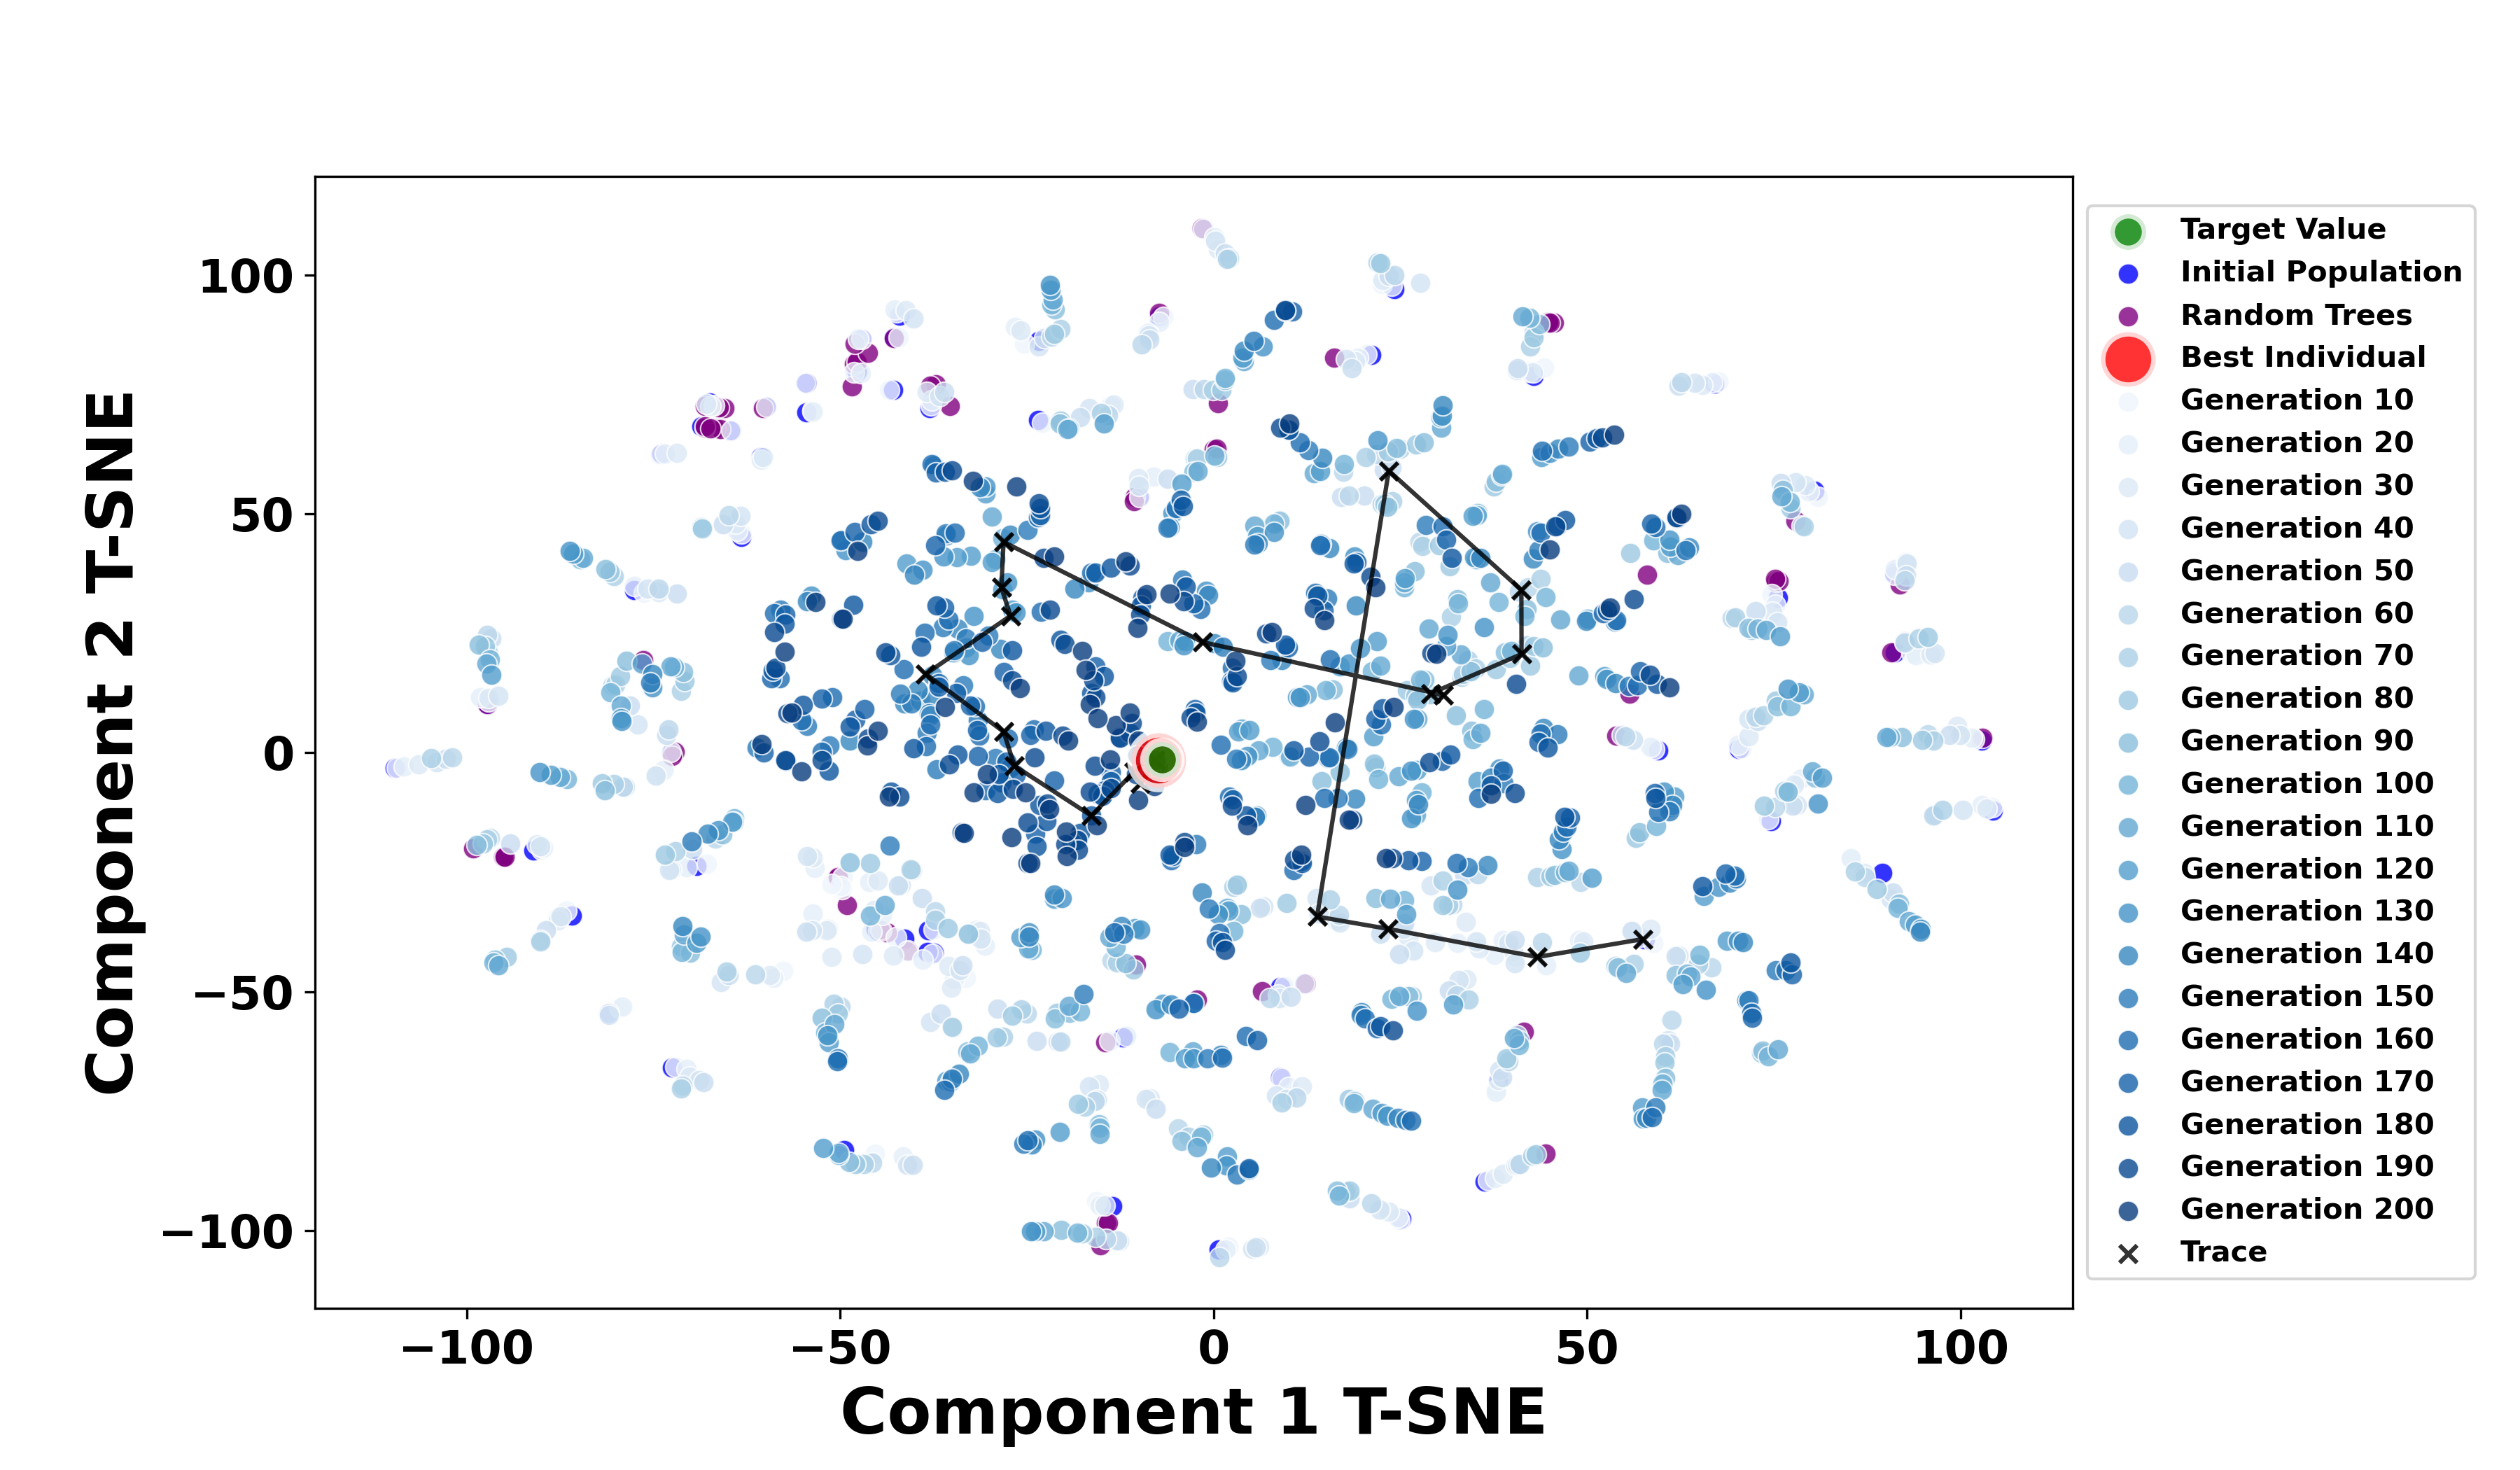 Component 2 T-SNE
100
50
0
−50
−100
−100
−50
0
50
100
Component 1 T-SNE
Target Value
Initial Population
Random Trees
Best Individual
Generation 10
Generation 20
Generation 30
Generation 40
Generation 50
Generation 60
Generation 70
Generation 80
Generation 90
Generation 100
Generation 110
Generation 120
Generation 130
Generation 140
Generation 150
Generation 160
Generation 170
Generation 180
Generation 190
Generation 200
Trace